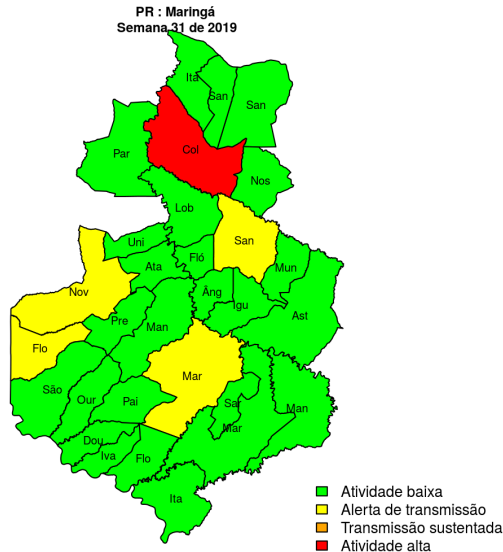 PR : Maringá
Semana 31 de 2019
Itá
San
San
Col
Par
Nos
Lob
San
Uni
Fló
Ata
Mun
Nov
Âng
Igu
Ast
Pre
Man
Flo
Mar
São
Our
Pai
Sar
Man
Mar
Dou
Iva
Flo
Ita
Atividade baixa
Alerta de transmissão
Transmissão sustentada
Atividade alta